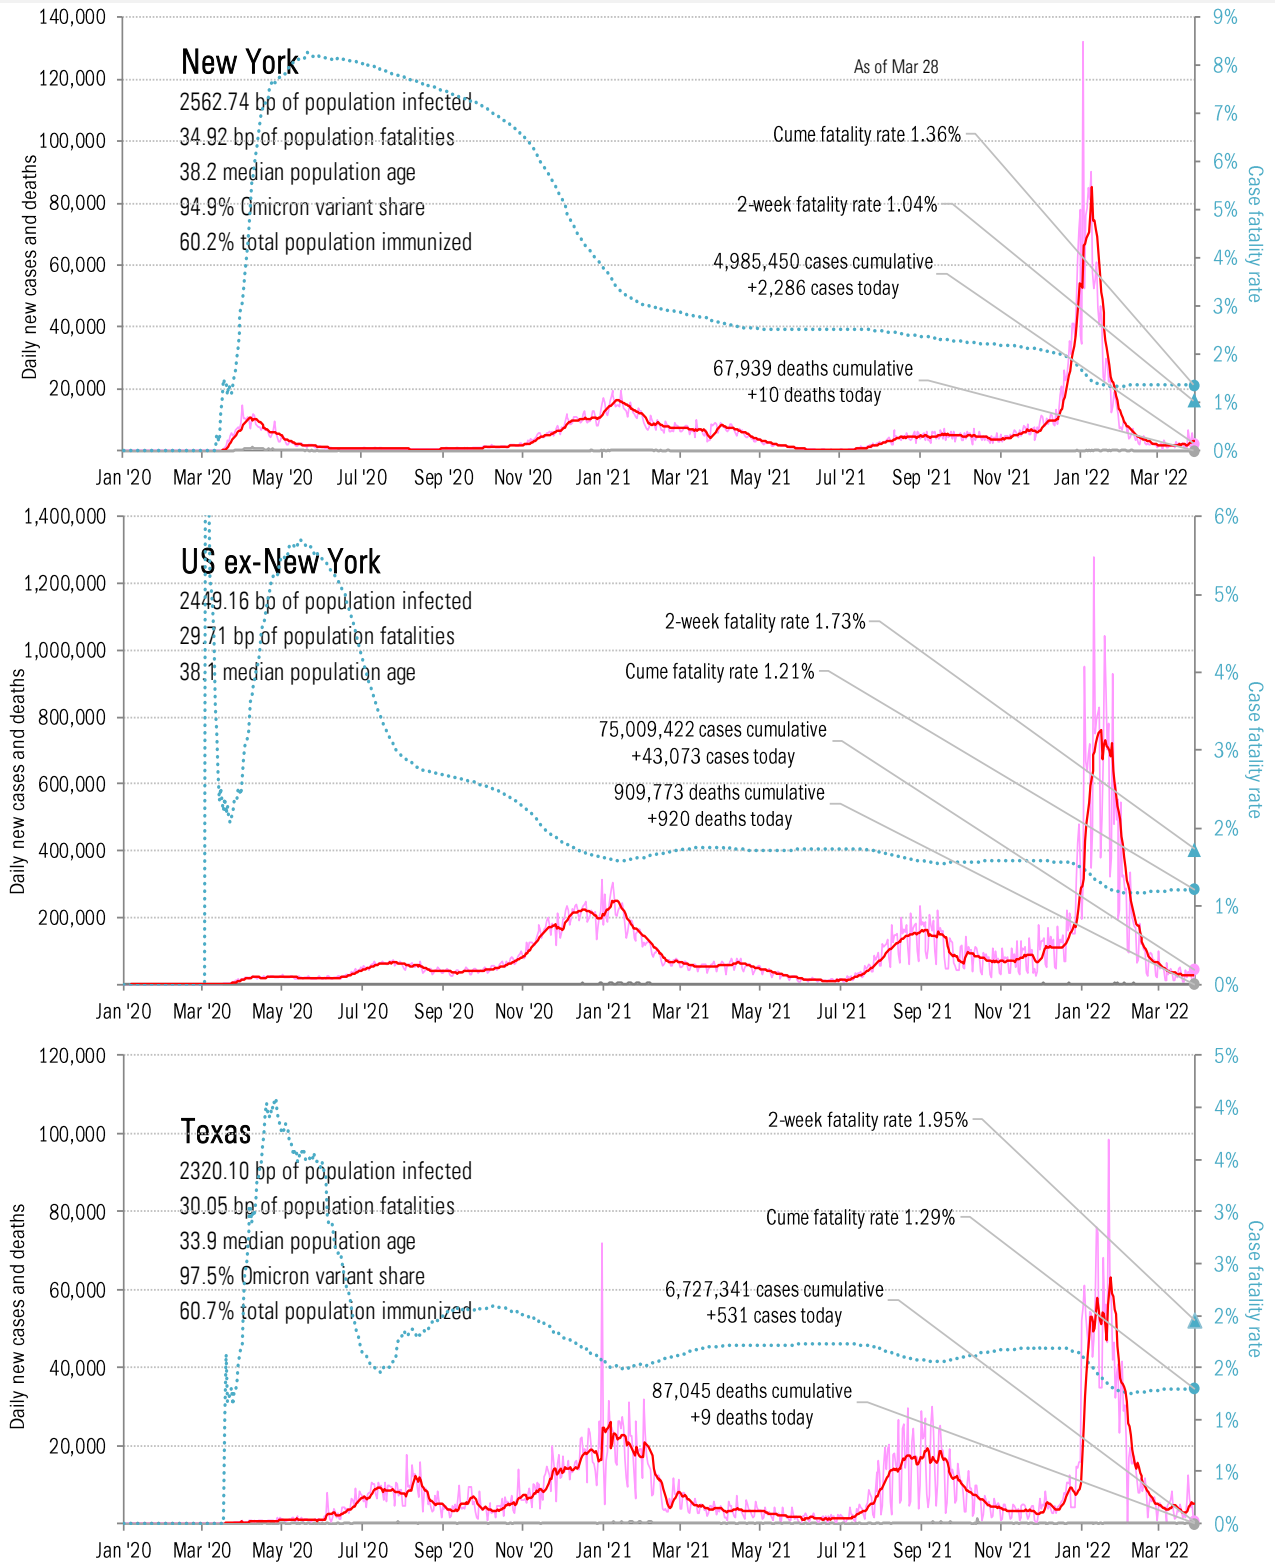 140,000
120,000
100,000
80,000
60,000
40,000
20,000
Daily new cases and deaths
New York
2562.74 bp of population infected
34.92 bp of population fatalities
38.2 median population age
94.9% Omicron variant share
60.2% total population immunized
As of Mar 28
Cume fatality rate 1.36%
2-week fatality rate 1.04%
4,985,450 cases cumulative
+2,286 cases today
67,939 deaths cumulative
+10 deaths today
9%
8%
7%
6%
5%
4%
3%
2%
1%
0%
Case fatality rate
Jan '20 Mar '20 May '20 Jul '20 Sep '20 Nov '20 Jan '21 Mar '21 May '21 Jul '21 Sep '21 Nov '21 Jan '22 Mar '22
1,400,000
1,200,000
1,000,000
800,000
600,000
400,000
200,000
Daily new cases and deaths
US ex-New York
2449.16 bp of population infected
29.71 bp of population fatalities
38.1 median population age
2-week fatality rate 1.73%
Cume fatality rate 1.21%
75,009,422 cases cumulative
+43,073 cases today
909,773 deaths cumulative
+920 deaths today
6%
5%
4%
3%
2%
1%
0%
Case fatality rate
Jan '20 Mar '20 May '20 Jul '20 Sep '20 Nov '20 Jan '21 Mar '21 May '21 Jul '21 Sep '21 Nov '21 Jan '22 Mar '22
120,000
100,000
80,000
60,000
40,000
20,000
Daily new cases and deaths
Texas
2320.10 bp of population infected
30.05 bp of population fatalities
33.9 median population age
97.5% Omicron variant share
60.7% total population immunized
2-week fatality rate 1.95%
Cume fatality rate 1.29%
6,727,341 cases cumulative
+531 cases today
87,045 deaths cumulative
+9 deaths today
5%
4%
4%
3%
3%
2%
2%
1%
1%
0%
Case fatality rate
Jan '20 Mar '20 May '20 Jul '20 Sep '20 Nov '20 Jan '21 Mar '21 May '21 Jul '21 Sep '21 Nov '21 Jan '22 Mar '22